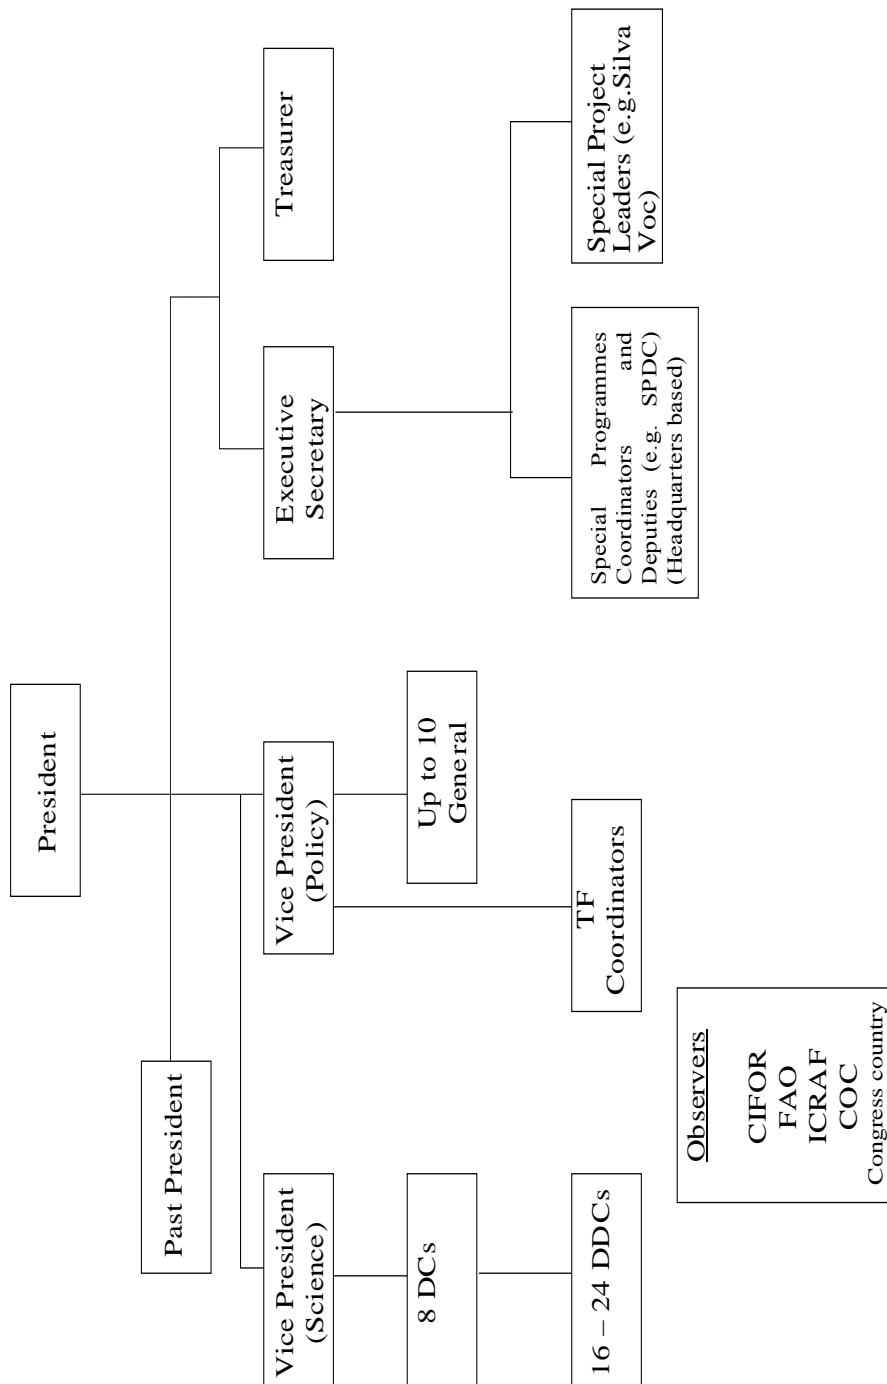 President
Past President
Vice President
(Science)
Vice President
(Policy)
Executive
Secretary
Treasurer
8 DCs
Up to 10
General
16 – 24 DDCs
TF
Coordinators
Special Programmes
Coordinators and
Deputies (e.g. SPDC)
(Headquarters based)
Special Project
Leaders (e.g.Silva
Voc)
Observers
CIFOR
FAO
ICRAF
COC
Congress country